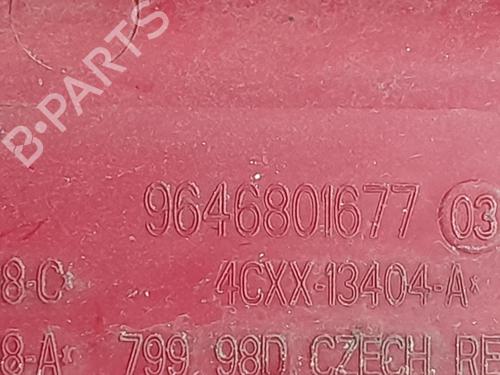 B-PARTS
9646801677 03
8-C* 4CXX-13404-A*
8-A* 799 98D CZECH RE